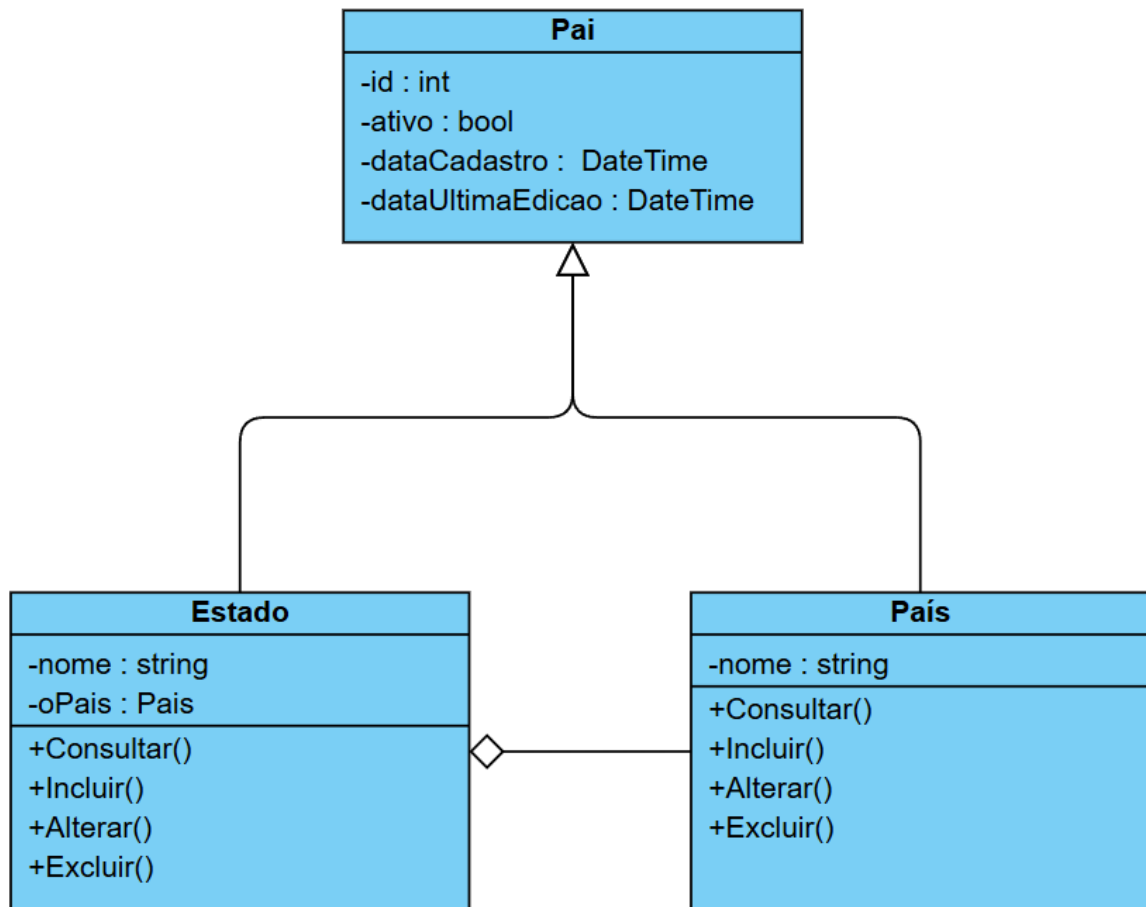 Pai
-id : int
-ativo : bool
-dataCadastro :  DateTime
-dataUltimaEdicao : DateTime
Estado
-nome : string
-oPais : Pais
+Consultar()
+Incluir()
+Alterar()
+Excluir()
País
-nome : string
+Consultar()
+Incluir()
+Alterar()
+Excluir()